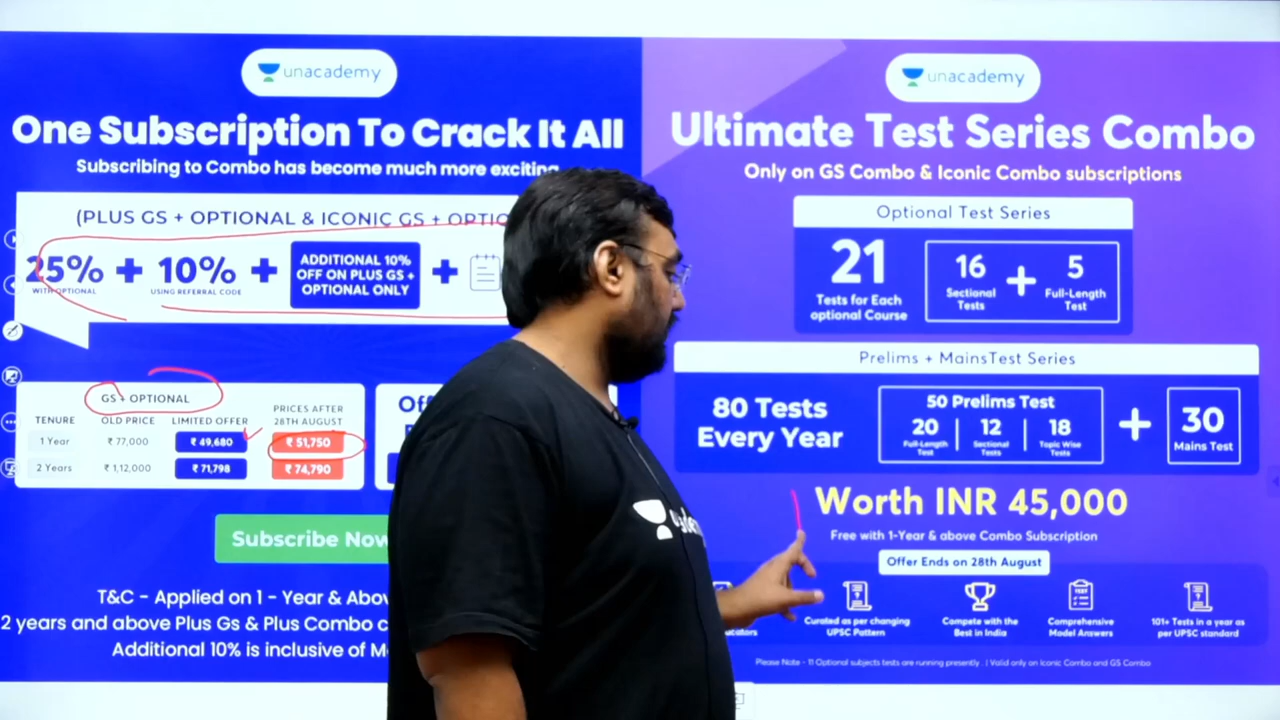 unacademy
One Subscription To Crack It All
Subscribing to Combo has become much more exciting
(PLUS GS + OPTIONAL & ICONIC GS +
25% + 10% + ADDITIONAL 10% OFF ON PLUS GS + OPTIONAL ONLY +
WITH OPTIONAL
USING REFERRAL CODE
GS + OPTIONAL
TENURE OLD PRICE LIMITED OFFER PRICES AFTER 28TH AUGUST
1 Year ₹ 77,000 ₹ 49,680 ₹ 51,750
2 Years ₹ 1,12,000 ₹ 71,798 ₹ 74,790
Subscribe Now
T&C - Applied on 1 - Year &
2 years and above Plus Gs & Plus Combo
Additional 10% is inclusive of
unacademy
Ultimate Test Series Combo
Only on GS Combo & Iconic Combo subscriptions
Optional Test Series
21
Tests for Each
optional Course
16
Sectional
Tests
+
5
Full-Length
Test
Prelims + MainsTest Series
80 Tests
Every Year
50 Prelims Test
20
Full-Length
Test
12
Sectional
Tests
18
Topic Wise
Tests
+
30
Mains Test
Worth INR 45,000
Free with 1-Year & above Combo Subscription
Offer Ends on 28th August
Curated as per changing
UPSC Pattern
Compete with the
Best in India
Comprehensive
Model Answers
101+ Tests in a year as
per UPSC standard
Please Note - 11 Optional subjects tests are running presently . | Valid only on Iconic Combo and GS Combo